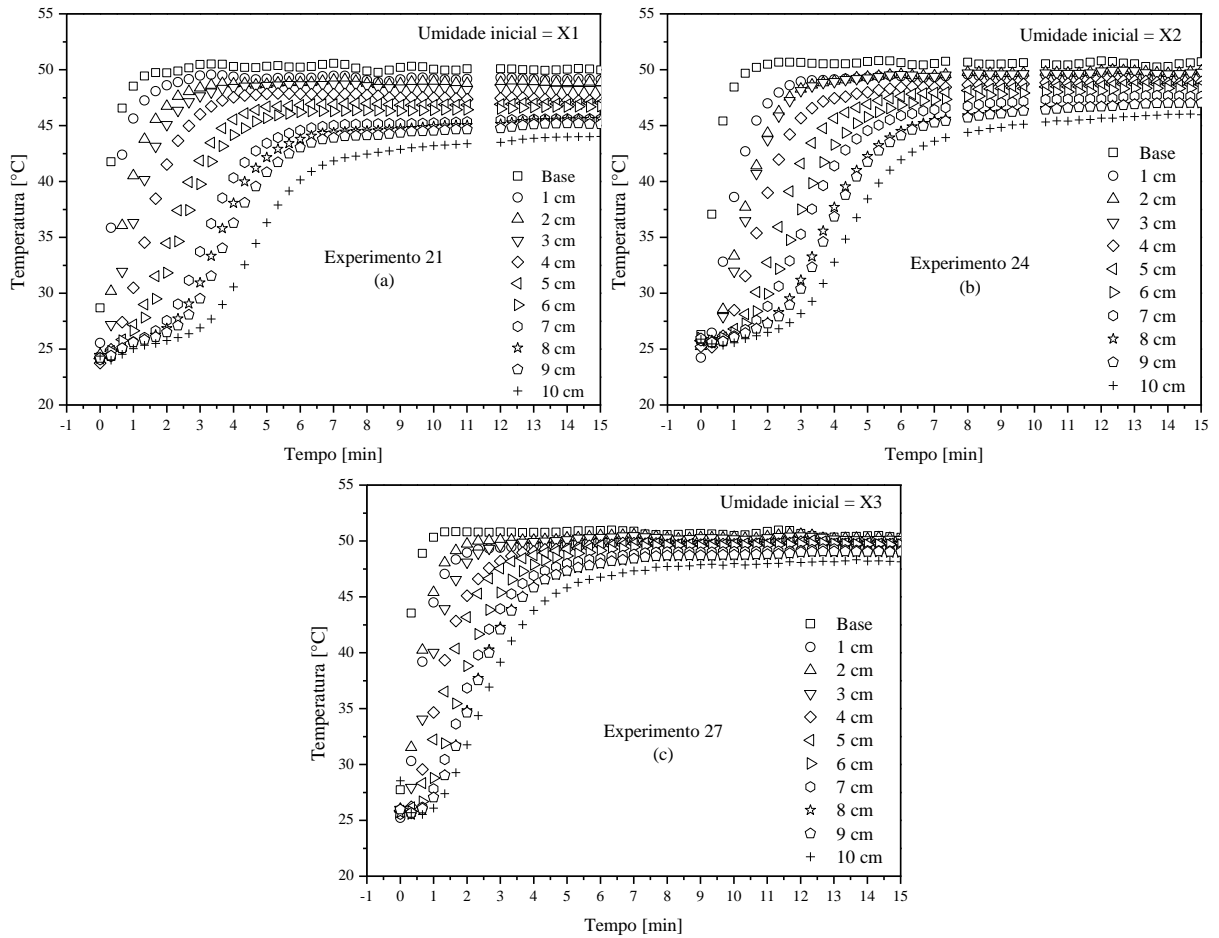 Umidade inicial = X1
55
50
45
40
35
30
25
20
Temperatura [°C]
Base
1 cm
2 cm
3 cm
4 cm
5 cm
6 cm
7 cm
8 cm
9 cm
10 cm
Experimento 21
(a)
-1 0 1 2 3 4 5 6 7 8 9 10 11 12 13 14 15
Tempo [min]
Umidade inicial = X2
55
50
45
40
35
30
25
20
Temperatura [°C]
Base
1 cm
2 cm
3 cm
4 cm
5 cm
6 cm
7 cm
8 cm
9 cm
10 cm
Experimento 24
(b)
-1 0 1 2 3 4 5 6 7 8 9 10 11 12 13 14 15
Tempo [min]
Umidade inicial = X3
55
50
45
40
35
30
25
20
Temperatura [°C]
Base
1 cm
2 cm
3 cm
4 cm
5 cm
6 cm
7 cm
8 cm
9 cm
10 cm
Experimento 27
(c)
-1 0 1 2 3 4 5 6 7 8 9 10 11 12 13 14 15
Tempo [min]